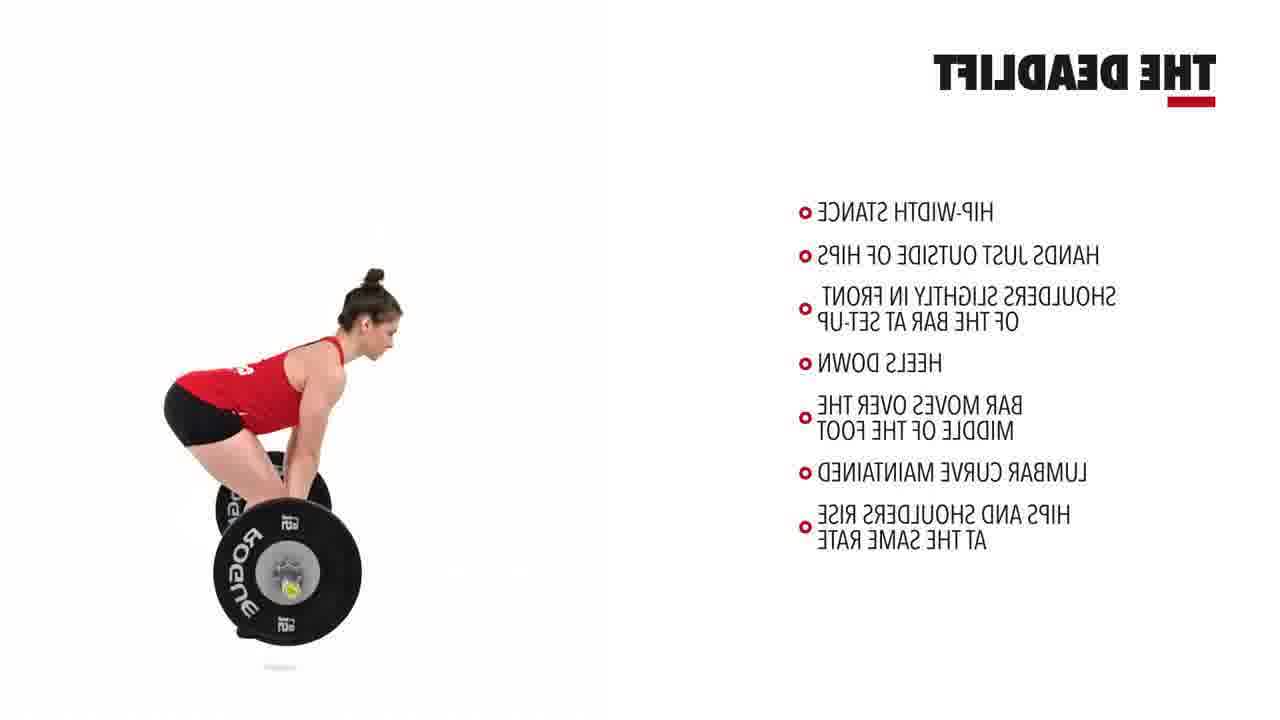 THE DEADLIFT
HIP-WIDTH STANCE
HANDS JUST OUTSIDE OF HIPS
SHOULDERS SLIGHTLY IN FRONT
OF THE BAR AT SET-UP
HEELS DOWN
BAR MOVES OVER THE
MIDDLE OF THE FOOT
LUMBAR CURVE MAINTAINED
HIPS AND SHOULDERS RISE
AT THE SAME RATE
ROGUE
15
15